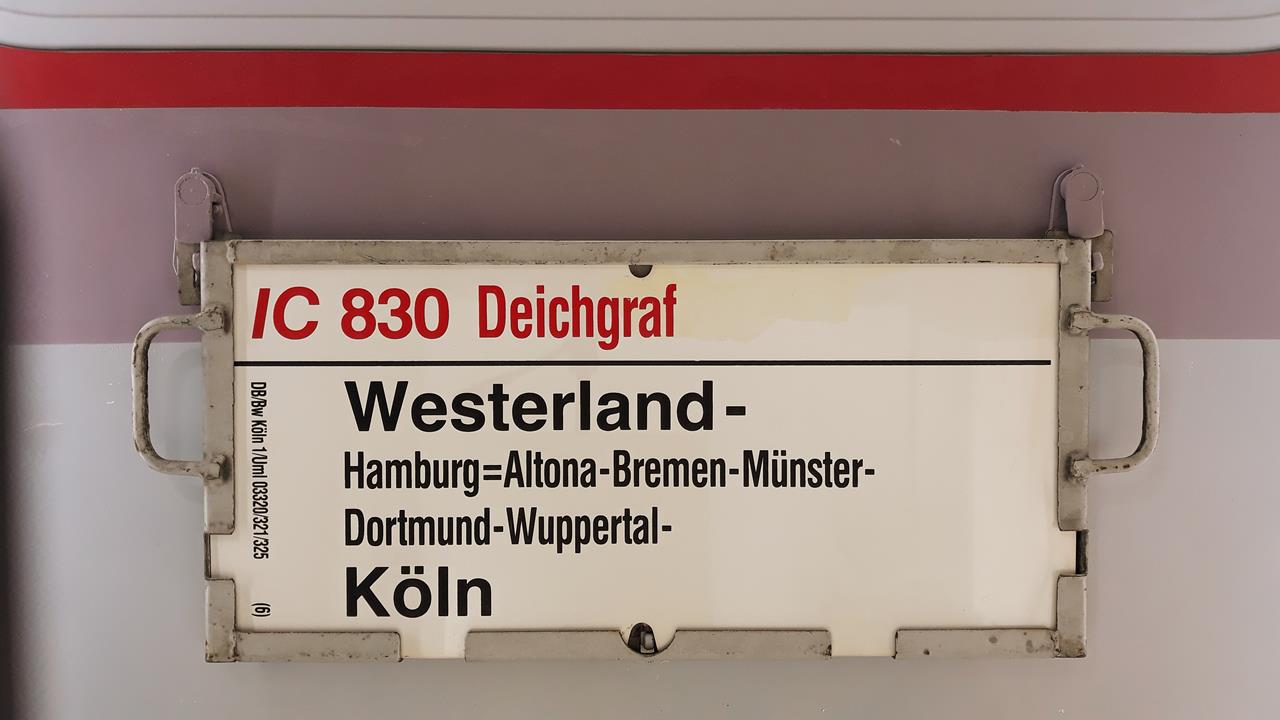 IC 830 Deichgraf
Westerland-
Hamburg=Altona-Bremen-Münster-
Dortmund-Wuppertal-
Köln
DB/Bw Köln 1/Uml 03320/321/325
(6)